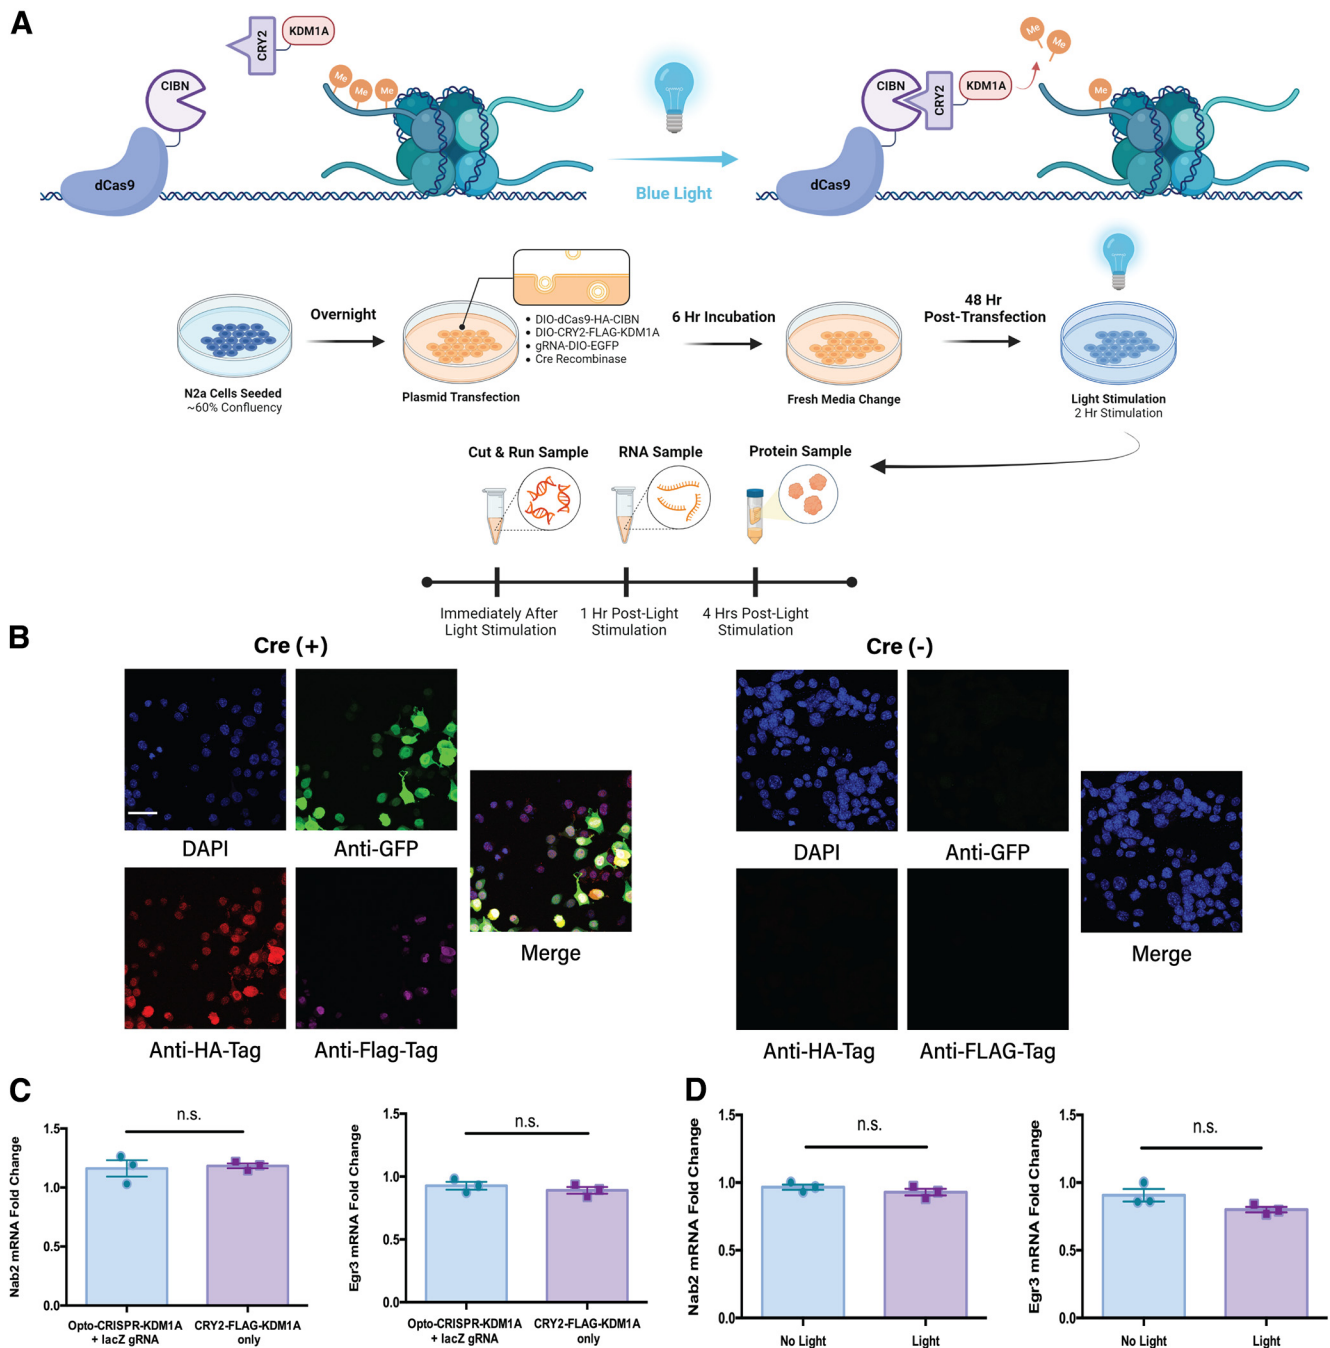 A
CRY2
KDM1A
CIBN
Me
Me
Me
dCas9
Blue Light
Me
Me
CIBN
CRY2
KDM1A
Me
dCas9
N2a Cells Seeded
~60% Confluency
Overnight
Plasmid Transfection
• DIO-dCas9-HA-CIBN
• DIO-CRY2-FLAG-KDM1A
• gRNA-DIO-EGFP
• Cre Recombinase
6 Hr Incubation
Fresh Media Change
48 Hr
Post-Transfection
Light Stimulation
2 Hr Stimulation
Cut & Run Sample
RNA Sample
Protein Sample
Immediately After
Light Stimulation
1 Hr Post-Light
Stimulation
4 Hrs Post-Light
Stimulation
B
Cre (+)
DAPI
Anti-GFP
Anti-HA-Tag
Anti-Flag-Tag
Merge
Cre (-)
DAPI
Anti-GFP
Anti-HA-Tag
Anti-FLAG-Tag
Merge
C
Nab2 mRNA Fold Change
1.5
1.0
0.5
0.0
n.s.
Opto-CRISPR-KDM1A
+ lacZ gRNA
CRY2-FLAG-KDM1A
only
Egr3 mRNA Fold Change
1.5
1.0
0.5
0.0
n.s.
Opto-CRISPR-KDM1A
+ lacZ gRNA
CRY2-FLAG-KDM1A
only
D
Nab2 mRNA Fold Change
1.5
1.0
0.5
0.0
n.s.
No Light
Light
Egr3 mRNA Fold Change
1.5
1.0
0.5
0.0
n.s.
No Light
Light